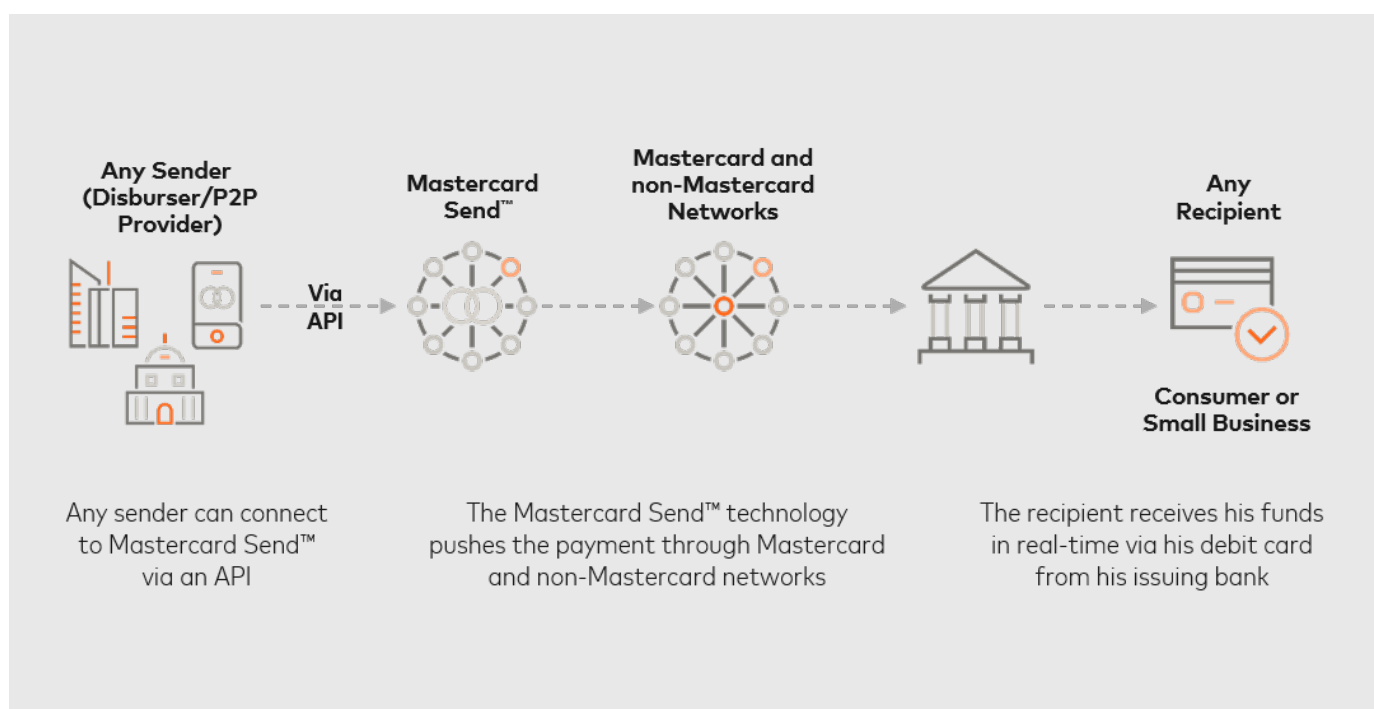 Any Sender
(Disburser/P2P
Provider)
Via
API
Mastercard
Send™
Mastercard and
non-Mastercard
Networks
Any
Recipient
Consumer or
Small Business
Any sender can connect
to Mastercard Send™
via an API
The Mastercard Send™ technology
pushes the payment through Mastercard
and non-Mastercard networks
The recipient receives his funds
in real-time via his debit card
from his issuing bank